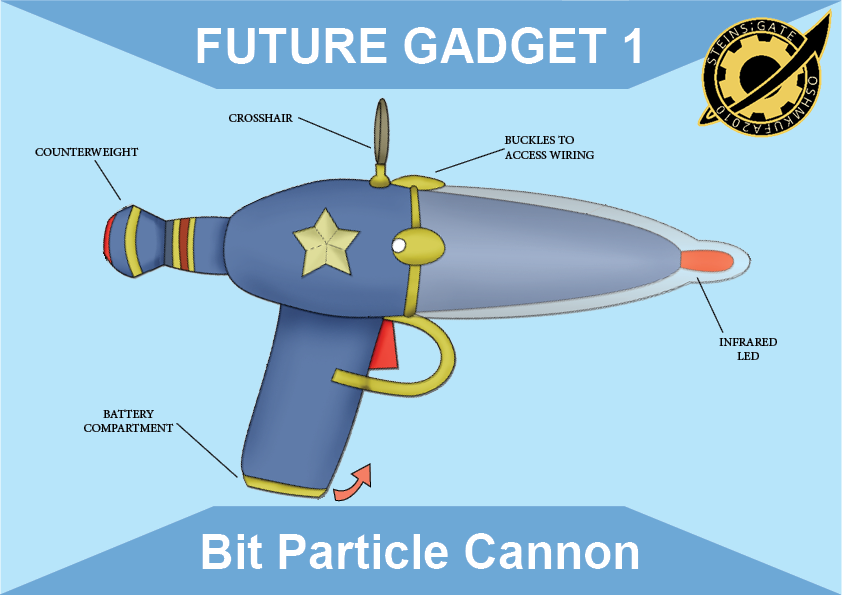 FUTURE GADGET 1
STEINS;GATE
OSHMKUFA2010
CROSSHAIR
BUCKLES TO
ACCESS WIRING
COUNTERWEIGHT
INFRARED
LED
BATTERY
COMPARTMENT
Bit Particle Cannon